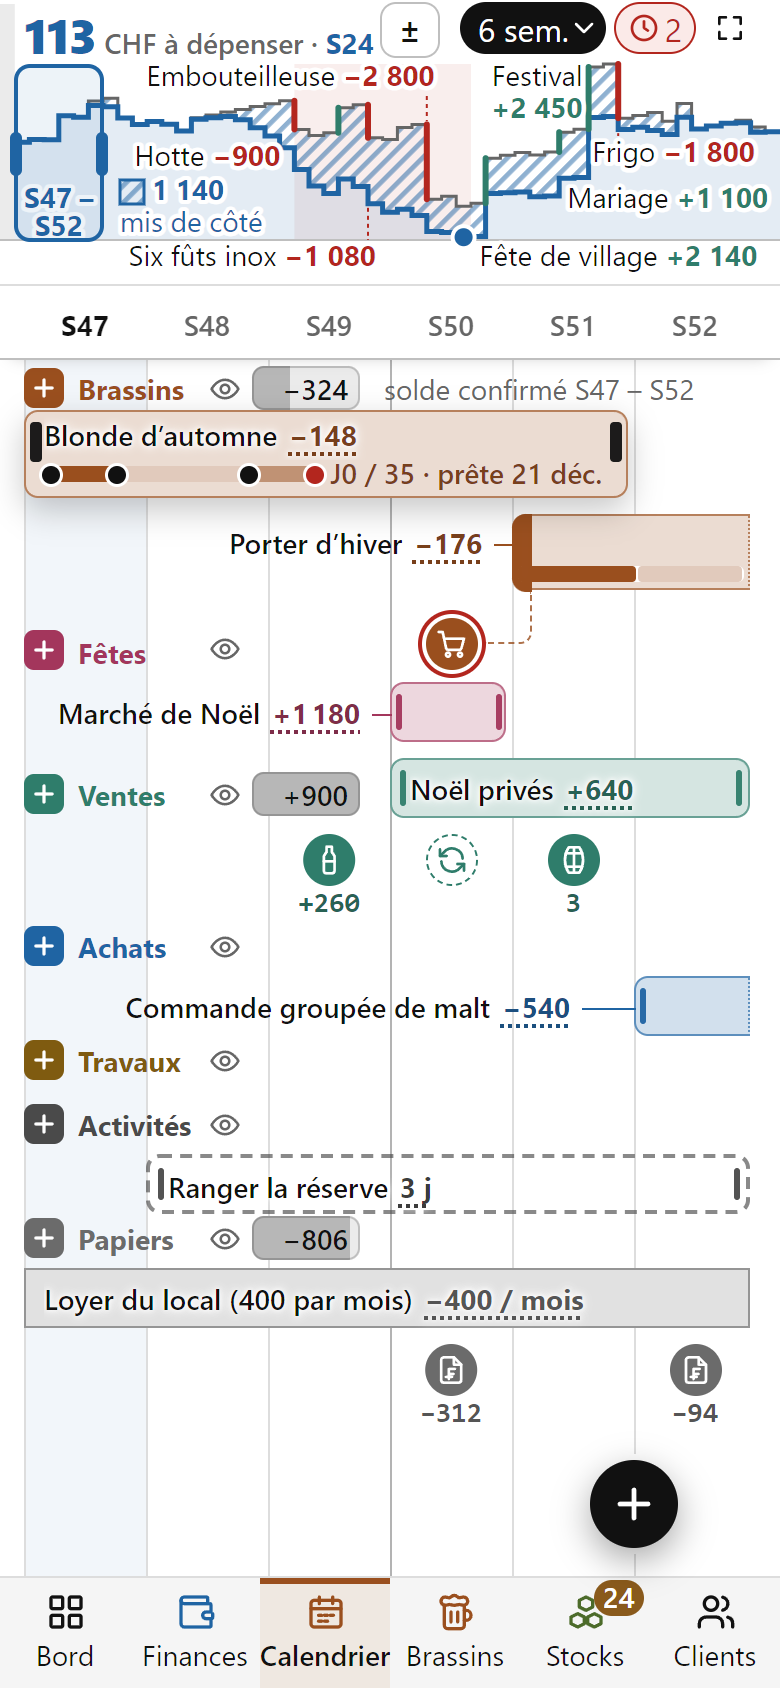 113 CHF à dépenser · S24
±
6 sem.
2
Embouteilleuse −2 800
Festival
+2 450
Hotte −900
Frigo −1 800
1 140
mis de côté
S47 –
S52
Mariage +1 100
Six fûts inox −1 080
Fête de village +2 140
S47 S48 S49 S50 S51 S52
Brassins −324 solde confirmé S47 – S52
Blonde d’automne −148
J0 / 35 · prête 21 déc.
Porter d’hiver −176
Fêtes
Marché de Noël +1 180
Ventes +900
Noël privés +640
+260
3
Achats
Commande groupée de malt −540
Travaux
Activités
Ranger la réserve 3 j
Papiers −806
Loyer du local (400 par mois) −400 / mois
−312
−94
+
24
Bord Finances Calendrier Brassins Stocks Clients